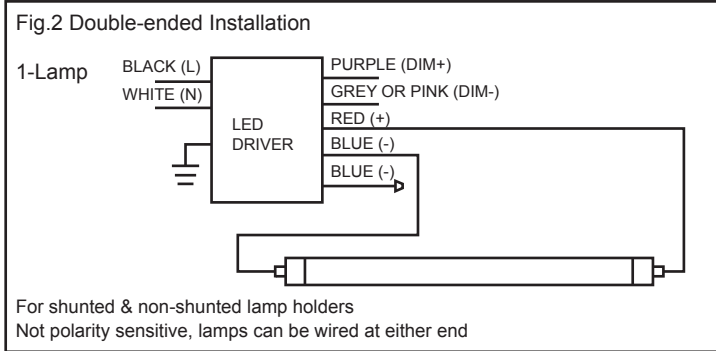 Fig.2 Double-ended Installation
1-Lamp
BLACK (L)
WHITE (N)
LED
DRIVER
PURPLE (DIM+)
GREY OR PINK (DIM-)
RED (+)
BLUE (-)
BLUE (-)
For shunted & non-shunted lamp holders
Not polarity sensitive, lamps can be wired at either end